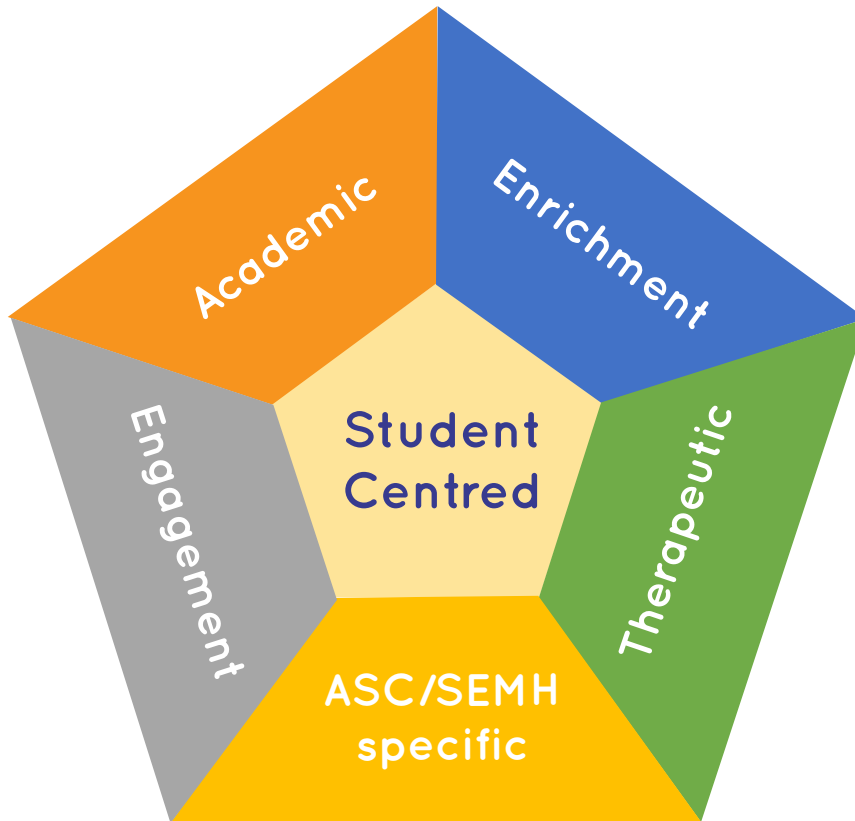 Academic
Enrichment
Student
Centred
Engagement
Therapeutic
ASC/SEMH
specific